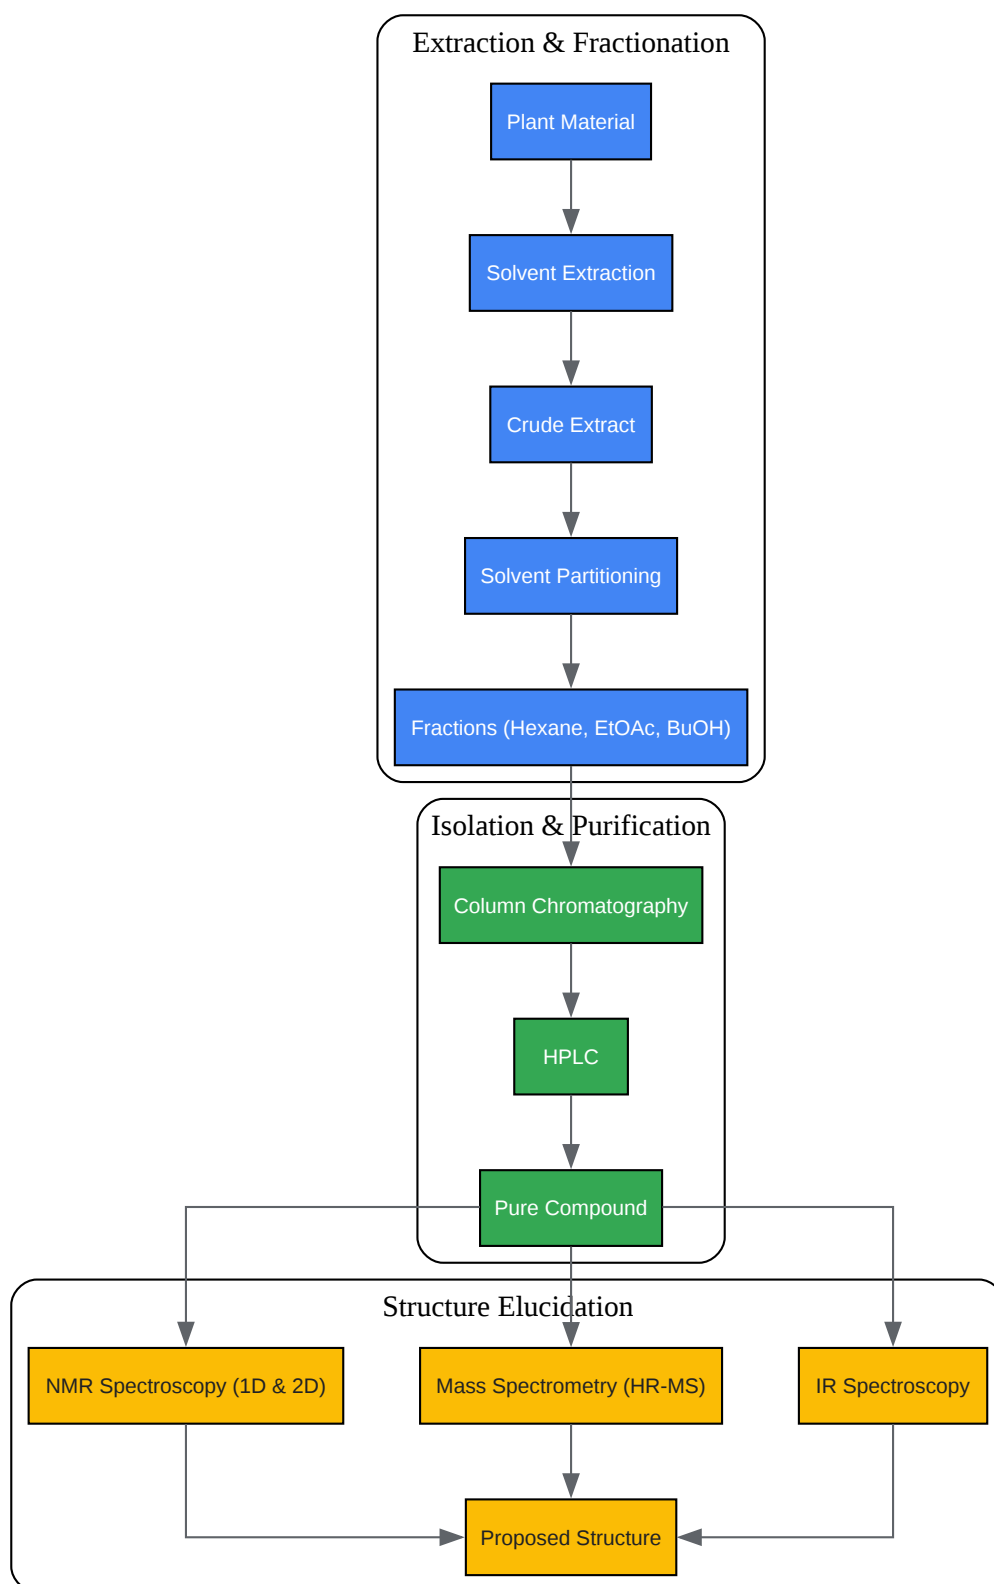 Extraction & Fractionation
Plant Material
Solvent Extraction
Crude Extract
Solvent Partitioning
Fractions (Hexane, EtOAc, BuOH)
Isolation & Purification
Column Chromatography
HPLC
Pure Compound
Structure Elucidation
NMR Spectroscopy (1D & 2D)
Mass Spectrometry (HR-MS)
IR Spectroscopy
Proposed Structure